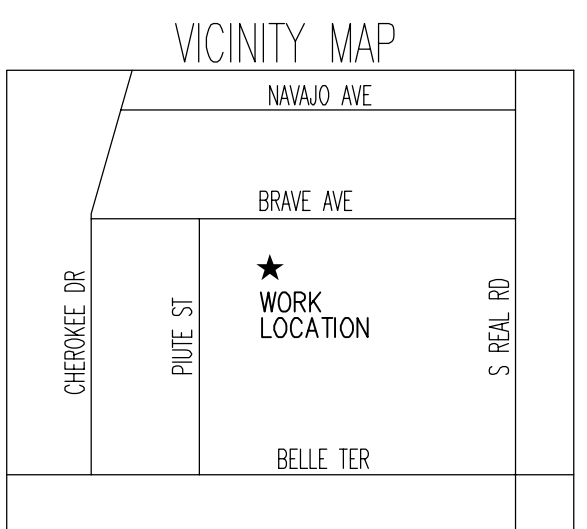 VICINITY MAP
NAVAJO AVE
BRAVE AVE
CHEROKEE DR
PIUTE ST
WORK
LOCATION
S REAL RD
BELLE TER